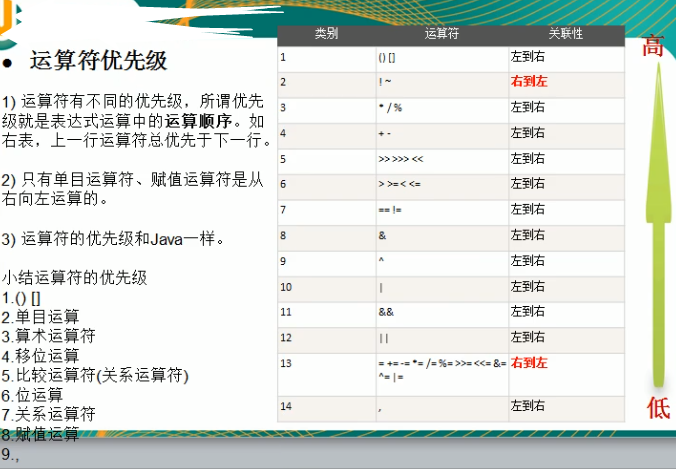 ● 运算符优先级
1) 运算符有不同的优先级，所谓优先
级就是表达式运算中的运算顺序。如
右表，上一行运算符总优先于下一行。
2) 只有单目运算符、赋值运算符是从
右向左运算的。
3) 运算符的优先级和Java一样。
小结运算符的优先级
1.() []
2.单目运算
3.算术运算符
4.移位运算
5.比较运算符(关系运算符)
6.位运算
7.关系运算符
8.赋值运算
9.,
类别 运算符 关联性
1 () [] 左到右
2 ! ~ 右到左
3 * / % 左到右
4 + - 左到右
5 >> >>> << 左到右
6 > >= < <= 左到右
7 == != 左到右
8 & 左到右
9 ^ 左到右
10 | 左到右
11 && 左到右
12 || 左到右
13 = += -= *= /= %= >>= <<= &= 右到左
^= |=
14 , 左到右
高
低